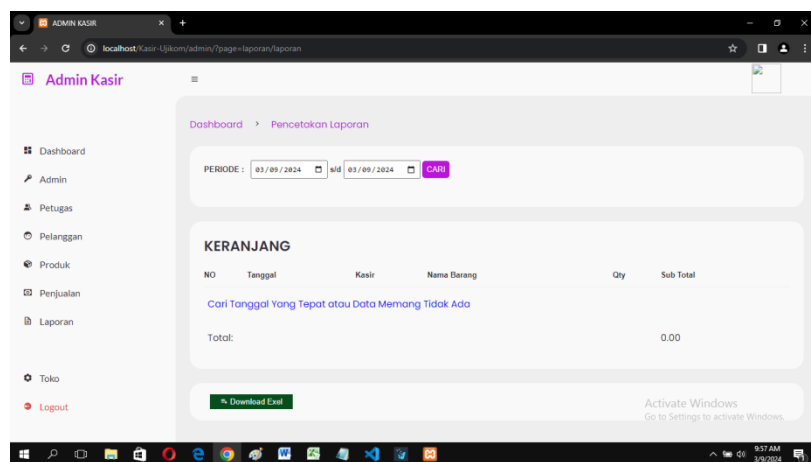 ADMIN KASIR
localhost/Kasir-Ujikom/admin/?page=laporan/laporan
Admin Kasir
Dashboard > Pencetakan Laporan
Dashboard
Admin
Petugas
Pelanggan
Produk
Penjualan
Laporan
Toko
Logout
PERIODE : 03/09/2024 s/d 03/09/2024 CARI
KERANJANG
NO Tanggal Kasir Nama Barang Qty Sub Total
Cari Tanggal Yang Tepat atau Data Memang Tidak Ada
Total: 0.00
Download Exel
Activate Windows
Go to Settings to activate Windows.
9:57 AM
3/9/2024